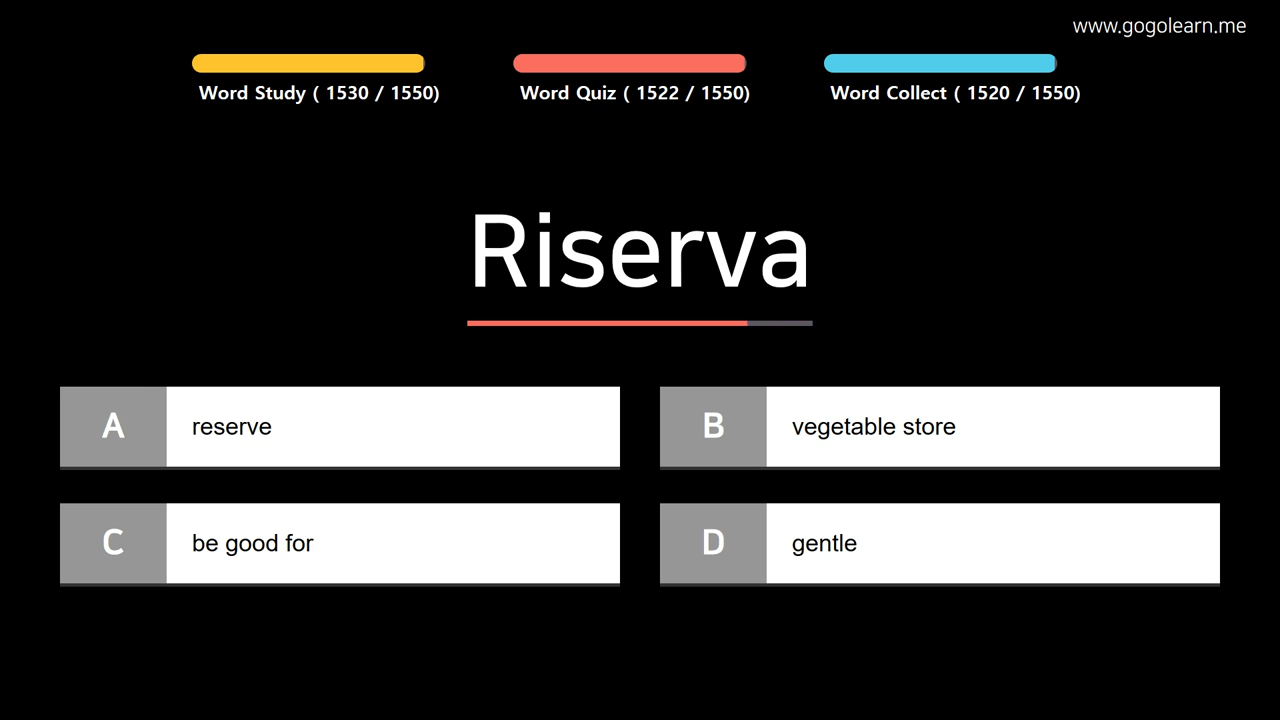 www.gogolearn.me
Word Study ( 1530 / 1550)
Word Quiz ( 1522 / 1550)
Word Collect ( 1520 / 1550)
Riserva
A reserve
B vegetable store
C be good for
D gentle